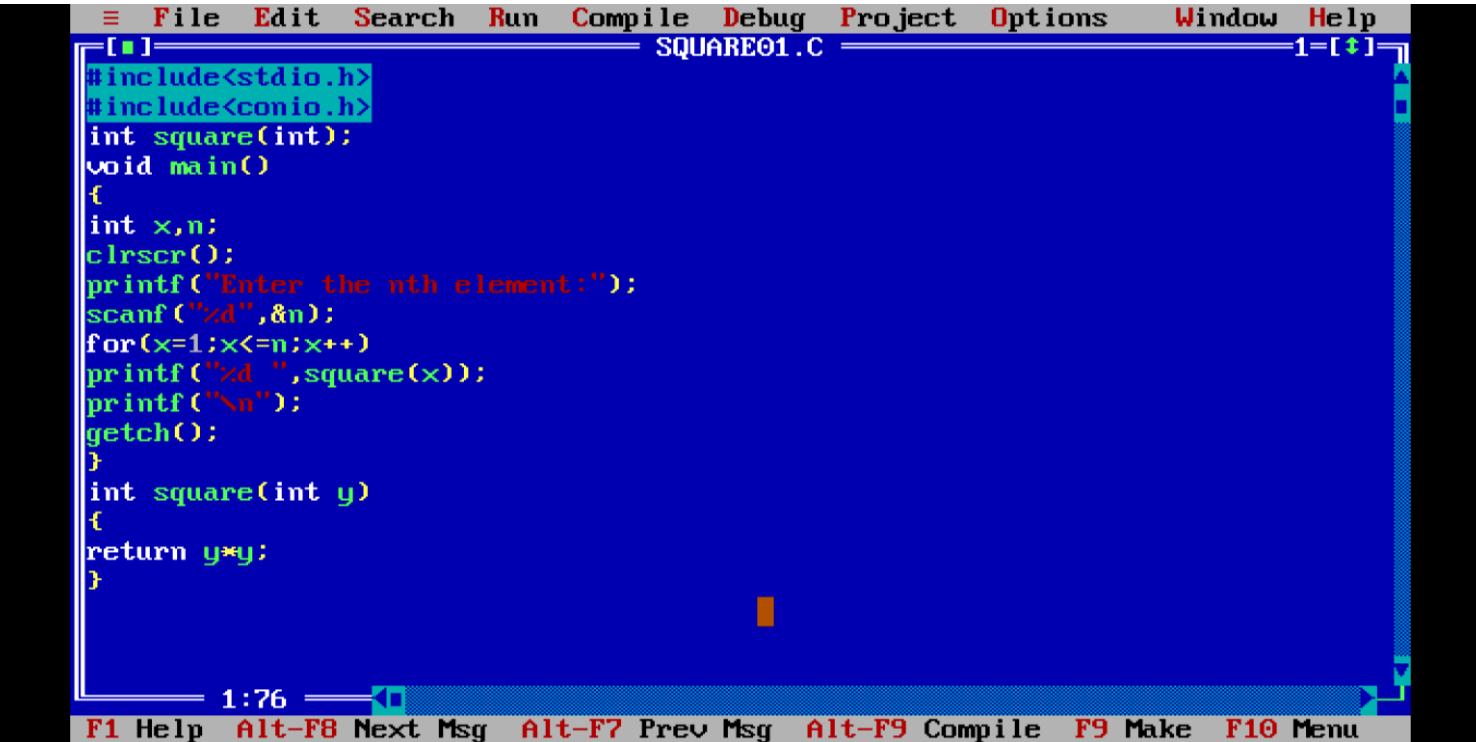 ≡ File Edit Search Run Compile Debug Project Options Window Help
[■] SQUARE01.C 1=[↕]
#include<stdio.h>
#include<conio.h>
int square(int);
void main()
{
int x,n;
clrscr();
printf("Enter the nth element:");
scanf("%d",&n);
for(x=1;x<=n;x++)
printf("%d ",square(x));
printf("\n");
getch();
}
int square(int y)
{
return y*y;
}
1:76
F1 Help Alt-F8 Next Msg Alt-F7 Prev Msg Alt-F9 Compile F9 Make F10 Menu